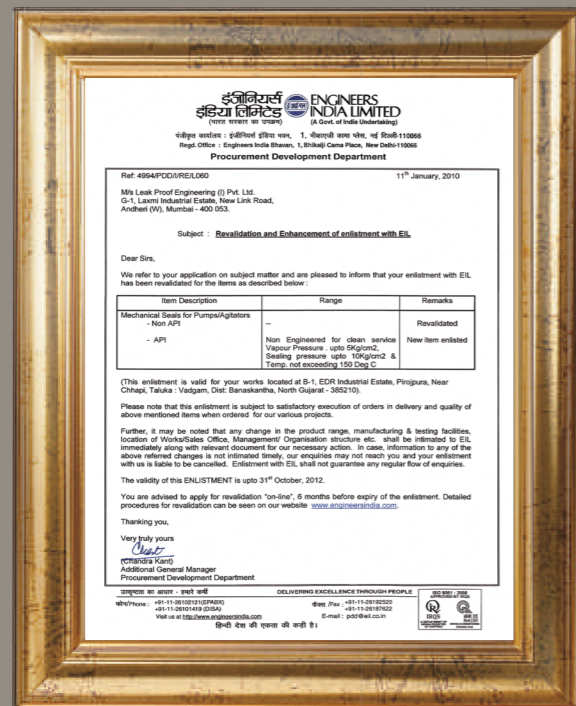 इंजीनियर्स ENGINEERS
इंडिया लिमिटेड INDIA LIMITED
(भारत सरकार का उपक्रम) (A Govt. of India Undertaking)
पंजीकृत कार्यालय : इंजीनियर्स इंडिया भवन, 1, भीकाएजी कामा प्लेस, नई दिल्ली-110066
Regd. Office : Engineers India Bhavan, 1, Bhikaiji Cama Place, New Delhi-110066
Procurement Development Department
Ref: 4994/PDD/I/RE/L060 11th January, 2010
M/s Leak Proof Engineering (I) Pvt. Ltd.
G-1, Laxmi Industrial Estate, New Link Road,
Andheri (W), Mumbai - 400 053.
Subject : Revalidation and Enhancement of enlistment with EIL
Dear Sirs,
We refer to your application on subject matter and are pleased to inform that your enlistment with EIL
has been revalidated for the items as described below :
Item Description Range Remarks
Mechanical Seals for Pumps/Agitators
- Non API -- Revalidated
- API Non Engineered for clean service New item enlisted
Vapour Pressure . upto 5Kg/cm2,
Sealing pressure upto 10Kg/cm2 &
Temp. not exceeding 150 Deg C
(This enlistment is valid for your works located at B-1, EDR Industrial Estate, Pirojpura, Near
Chhapi, Taluka : Vadgam, Dist: Banaskantha, North Gujarat - 385210).
Please note that this enlistment is subject to satisfactory execution of orders in delivery and quality of
above mentioned items when ordered for our various projects.
Further, it may be noted that any change in the product range, manufacturing & testing facilities,
location of Works/Sales Office, Management/ Organisation structure etc. shall be intimated to EIL
immediately along with relevant document for our necessary action. In case, information to any of the
above referred changes is not intimated timely, our enquiries may not reach you and your enlistment
with us is liable to be cancelled. Enlistment with EIL shall not guarantee any regular flow of enquiries.
The validity of this ENLISTMENT is upto 31st October, 2012.
You are advised to apply for revalidation "on-line", 6 months before expiry of the enlistment. Detailed
procedures for revalidation can be seen on our website www.engineersindia.com.
Thanking you,
Very truly yours
(Chandra Kant)
Additional General Manager
Procurement Development Department
उत्कृष्टता का आधार - हमारे कर्मी DELIVERING EXCELLENCE THROUGH PEOPLE
फोन/Phone : +91-11-26102121(EPABX) फैक्स /Fax : +91-11-26192520
+91-11-26101419 (DISA) +91-11-26187622
Visit us at http://www.engineersindia.com E-mail : pdd@eil.co.in
हिन्दी देश की एकता की कड़ी है।
ISO 9001 : 2008
APPROVED BY IRQS
IRQS